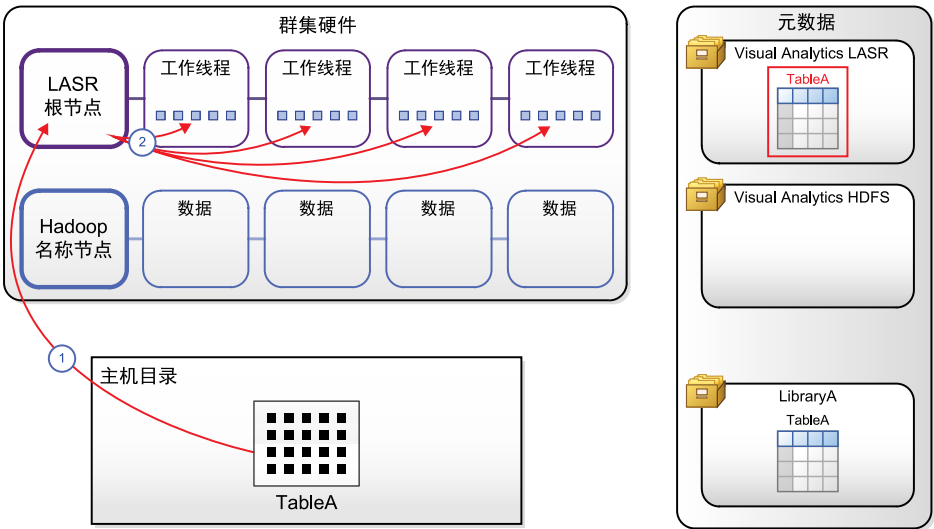 群集硬件
LASR
根节点
工作线程
工作线程
工作线程
工作线程
2
Hadoop
名称节点
数据
数据
数据
数据
1
主机目录
TableA
元数据
Visual Analytics LASR
TableA
Visual Analytics HDFS
LibraryA
TableA